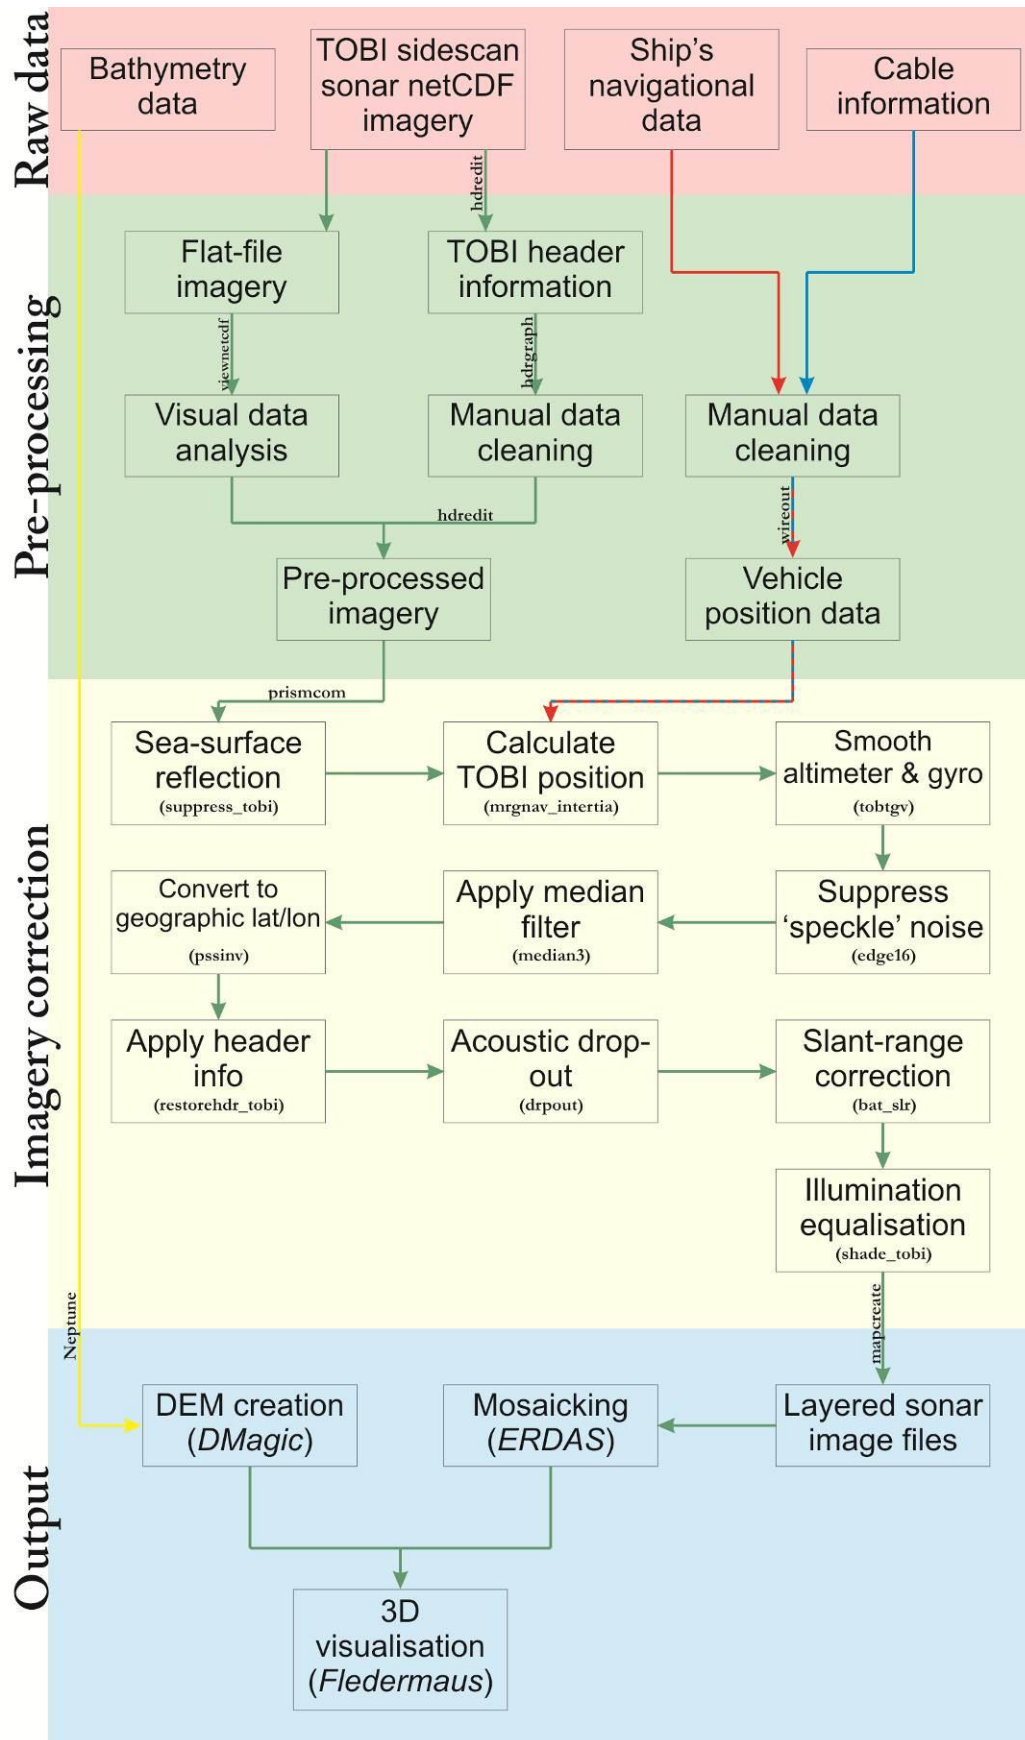 Raw data
Bathymetry
data
TOBI sidescan
sonar netCDF
imagery
Ship’s
navigational
data
Cable
information
hdredit
Pre-processing
Flat-file
imagery
TOBI header
information
viewnetcdf
hdrgraph
Visual data
analysis
Manual data
cleaning
Manual data
cleaning
hdredit
wireout
Pre-processed
imagery
Vehicle
position data
prismcom
Imagery correction
Sea-surface
reflection
(suppress_tobi)
Calculate
TOBI position
(mrgnav_intertia)
Smooth
altimeter & gyro
(tobtgv)
Convert to
geographic lat/lon
(pssinv)
Apply median
filter
(median3)
Suppress
‘speckle’ noise
(edge16)
Apply header
info
(restorehdr_tobi)
Acoustic drop-
out
(drpout)
Slant-range
correction
(bat_slr)
Illumination
equalisation
(shade_tobi)
Neptune
mapcreate
Output
DEM creation
(DMagic)
Mosaicking
(ERDAS)
Layered sonar
image files
3D
visualisation
(Fledermaus)